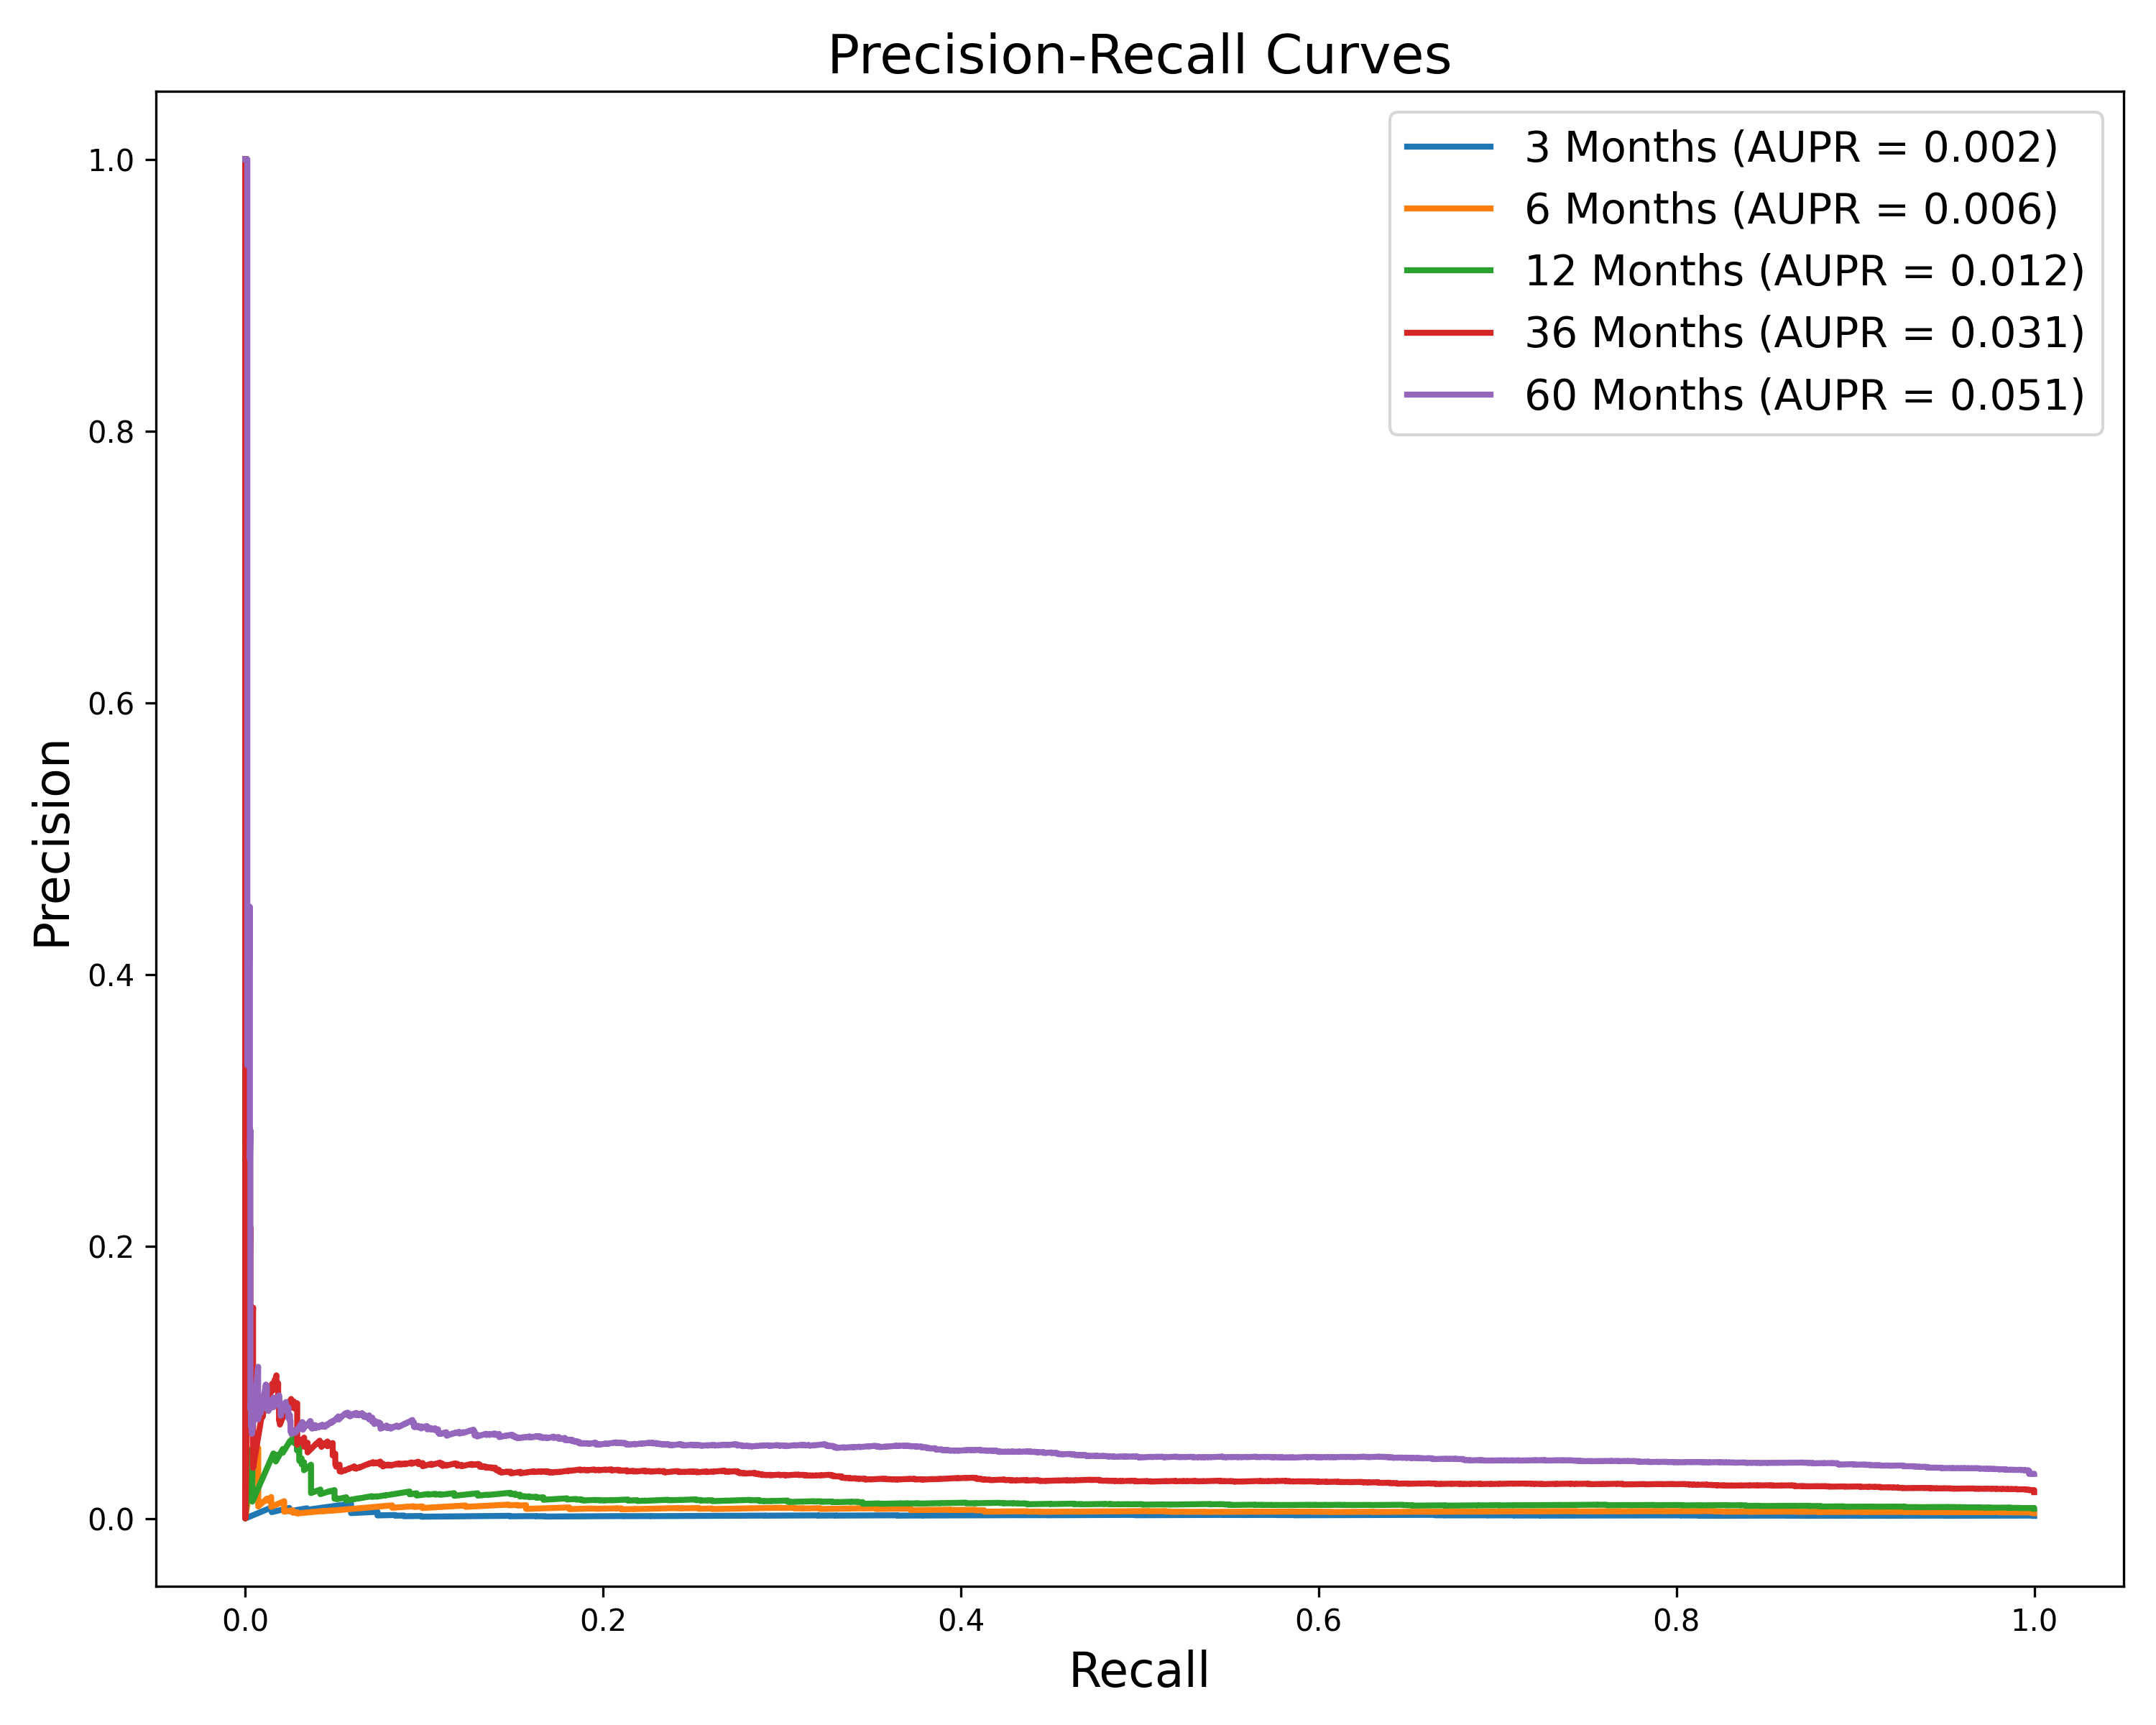 Precision-Recall Curves
3 Months (AUPR = 0.002)
6 Months (AUPR = 0.006)
12 Months (AUPR = 0.012)
36 Months (AUPR = 0.031)
60 Months (AUPR = 0.051)
Precision
1.0
0.8
0.6
0.4
0.2
0.0
0.0 0.2 0.4 0.6 0.8 1.0
Recall